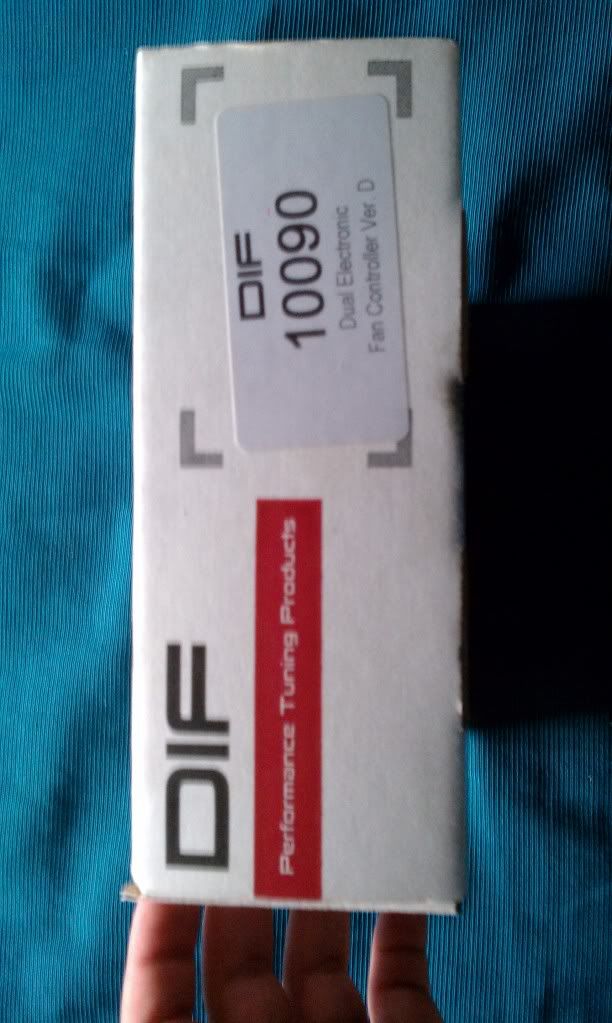 DIF
Performance Tuning Products
DIF
10090
Dual Electronic
Fan Controller Ver. D